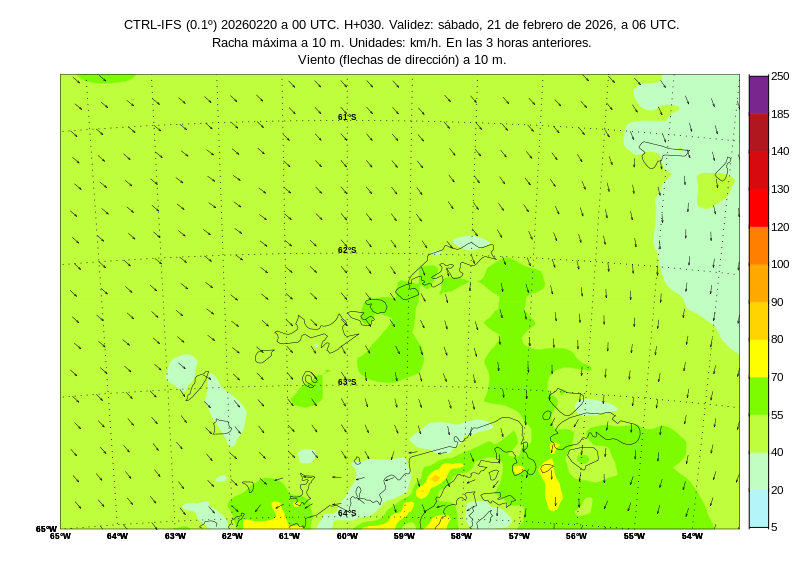 CTRL-IFS (0.1º) 20260220 a 00 UTC. H+030. Validez: sábado, 21 de febrero de 2026, a 06 UTC.
Racha máxima a 10 m. Unidades: km/h. En las 3 horas anteriores.
Viento (flechas de dirección) a 10 m.
250
185
140
130
120
100
90
80
70
55
40
20
5
61°S
62°S
63°S
64°S
65°W
65°W 64°W 63°W 62°W 61°W 60°W 59°W 58°W 57°W 56°W 55°W 54°W